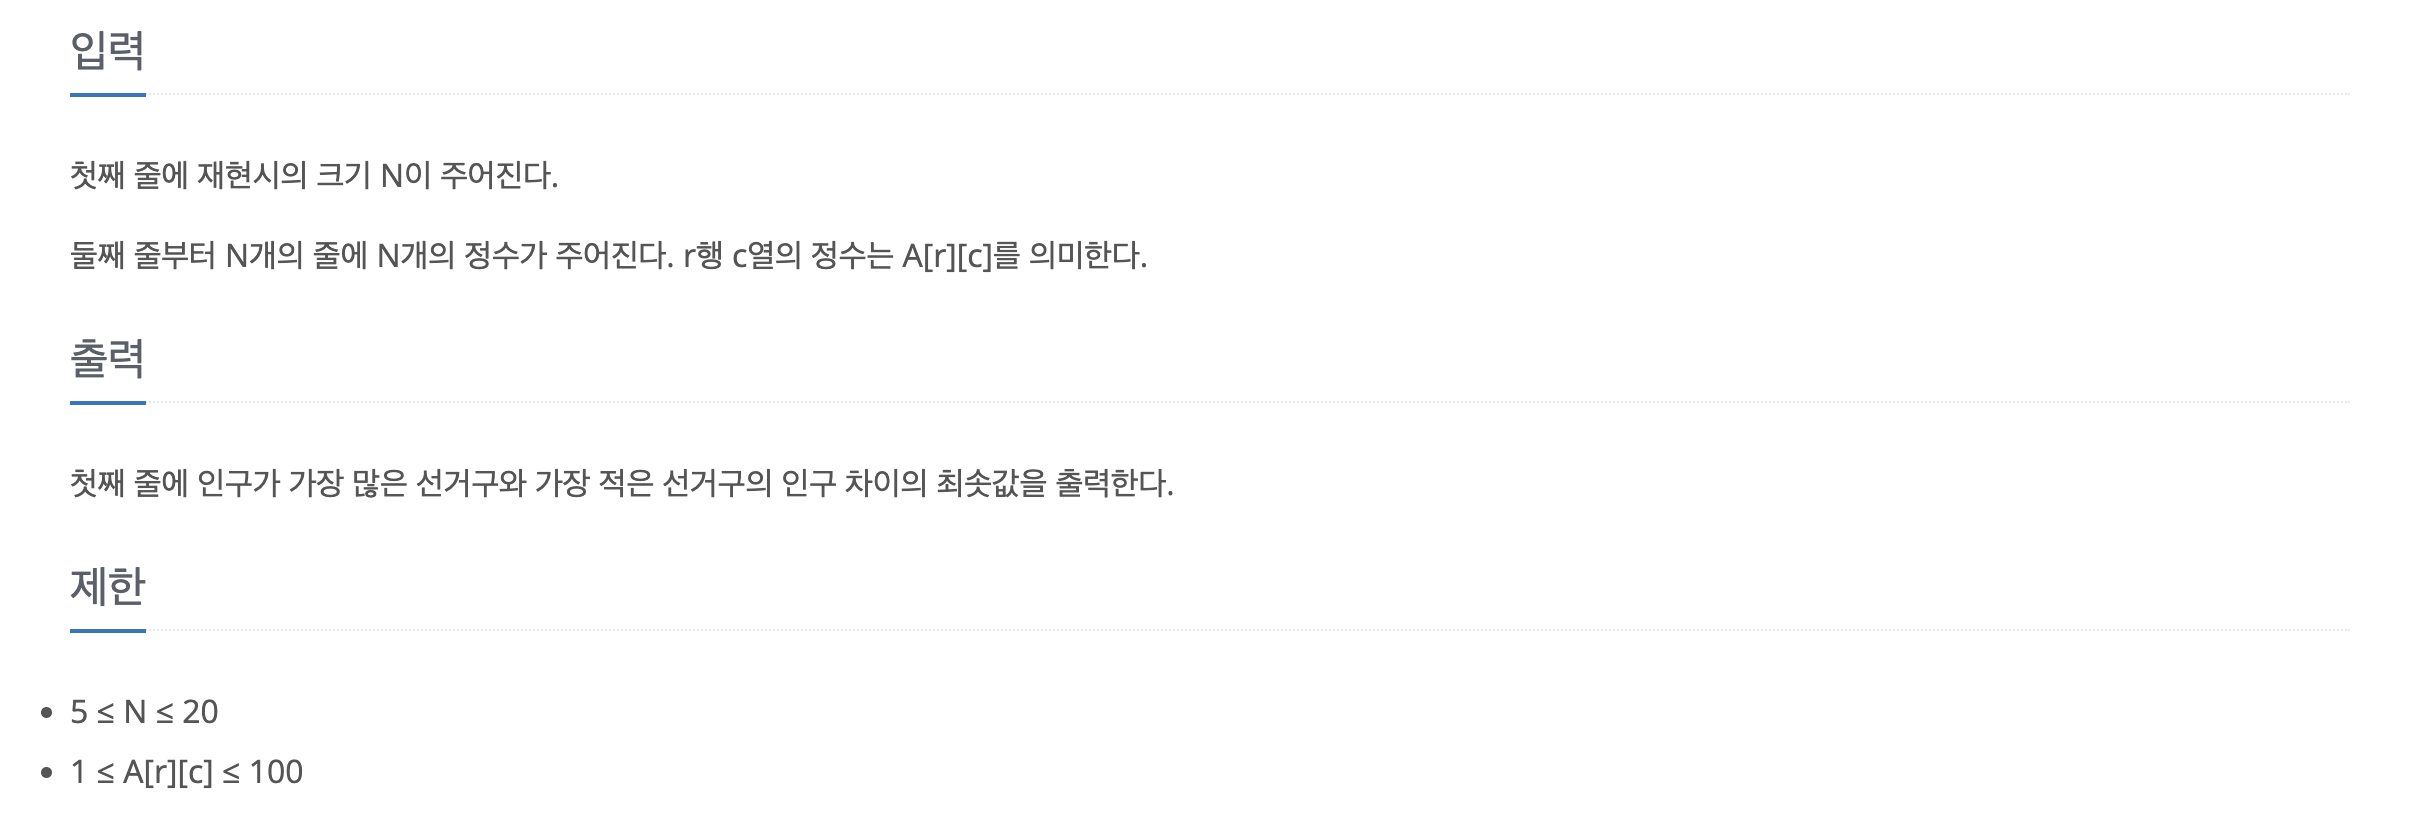 입력
첫째 줄에 재현시의 크기 N이 주어진다.
둘째 줄부터 N개의 줄에 N개의 정수가 주어진다. r행 c열의 정수는 A[r][c]를 의미한다.
출력
첫째 줄에 인구가 가장 많은 선거구와 가장 적은 선거구의 인구 차이의 최솟값을 출력한다.
제한
• 5 ≤ N ≤ 20
• 1 ≤ A[r][c] ≤ 100